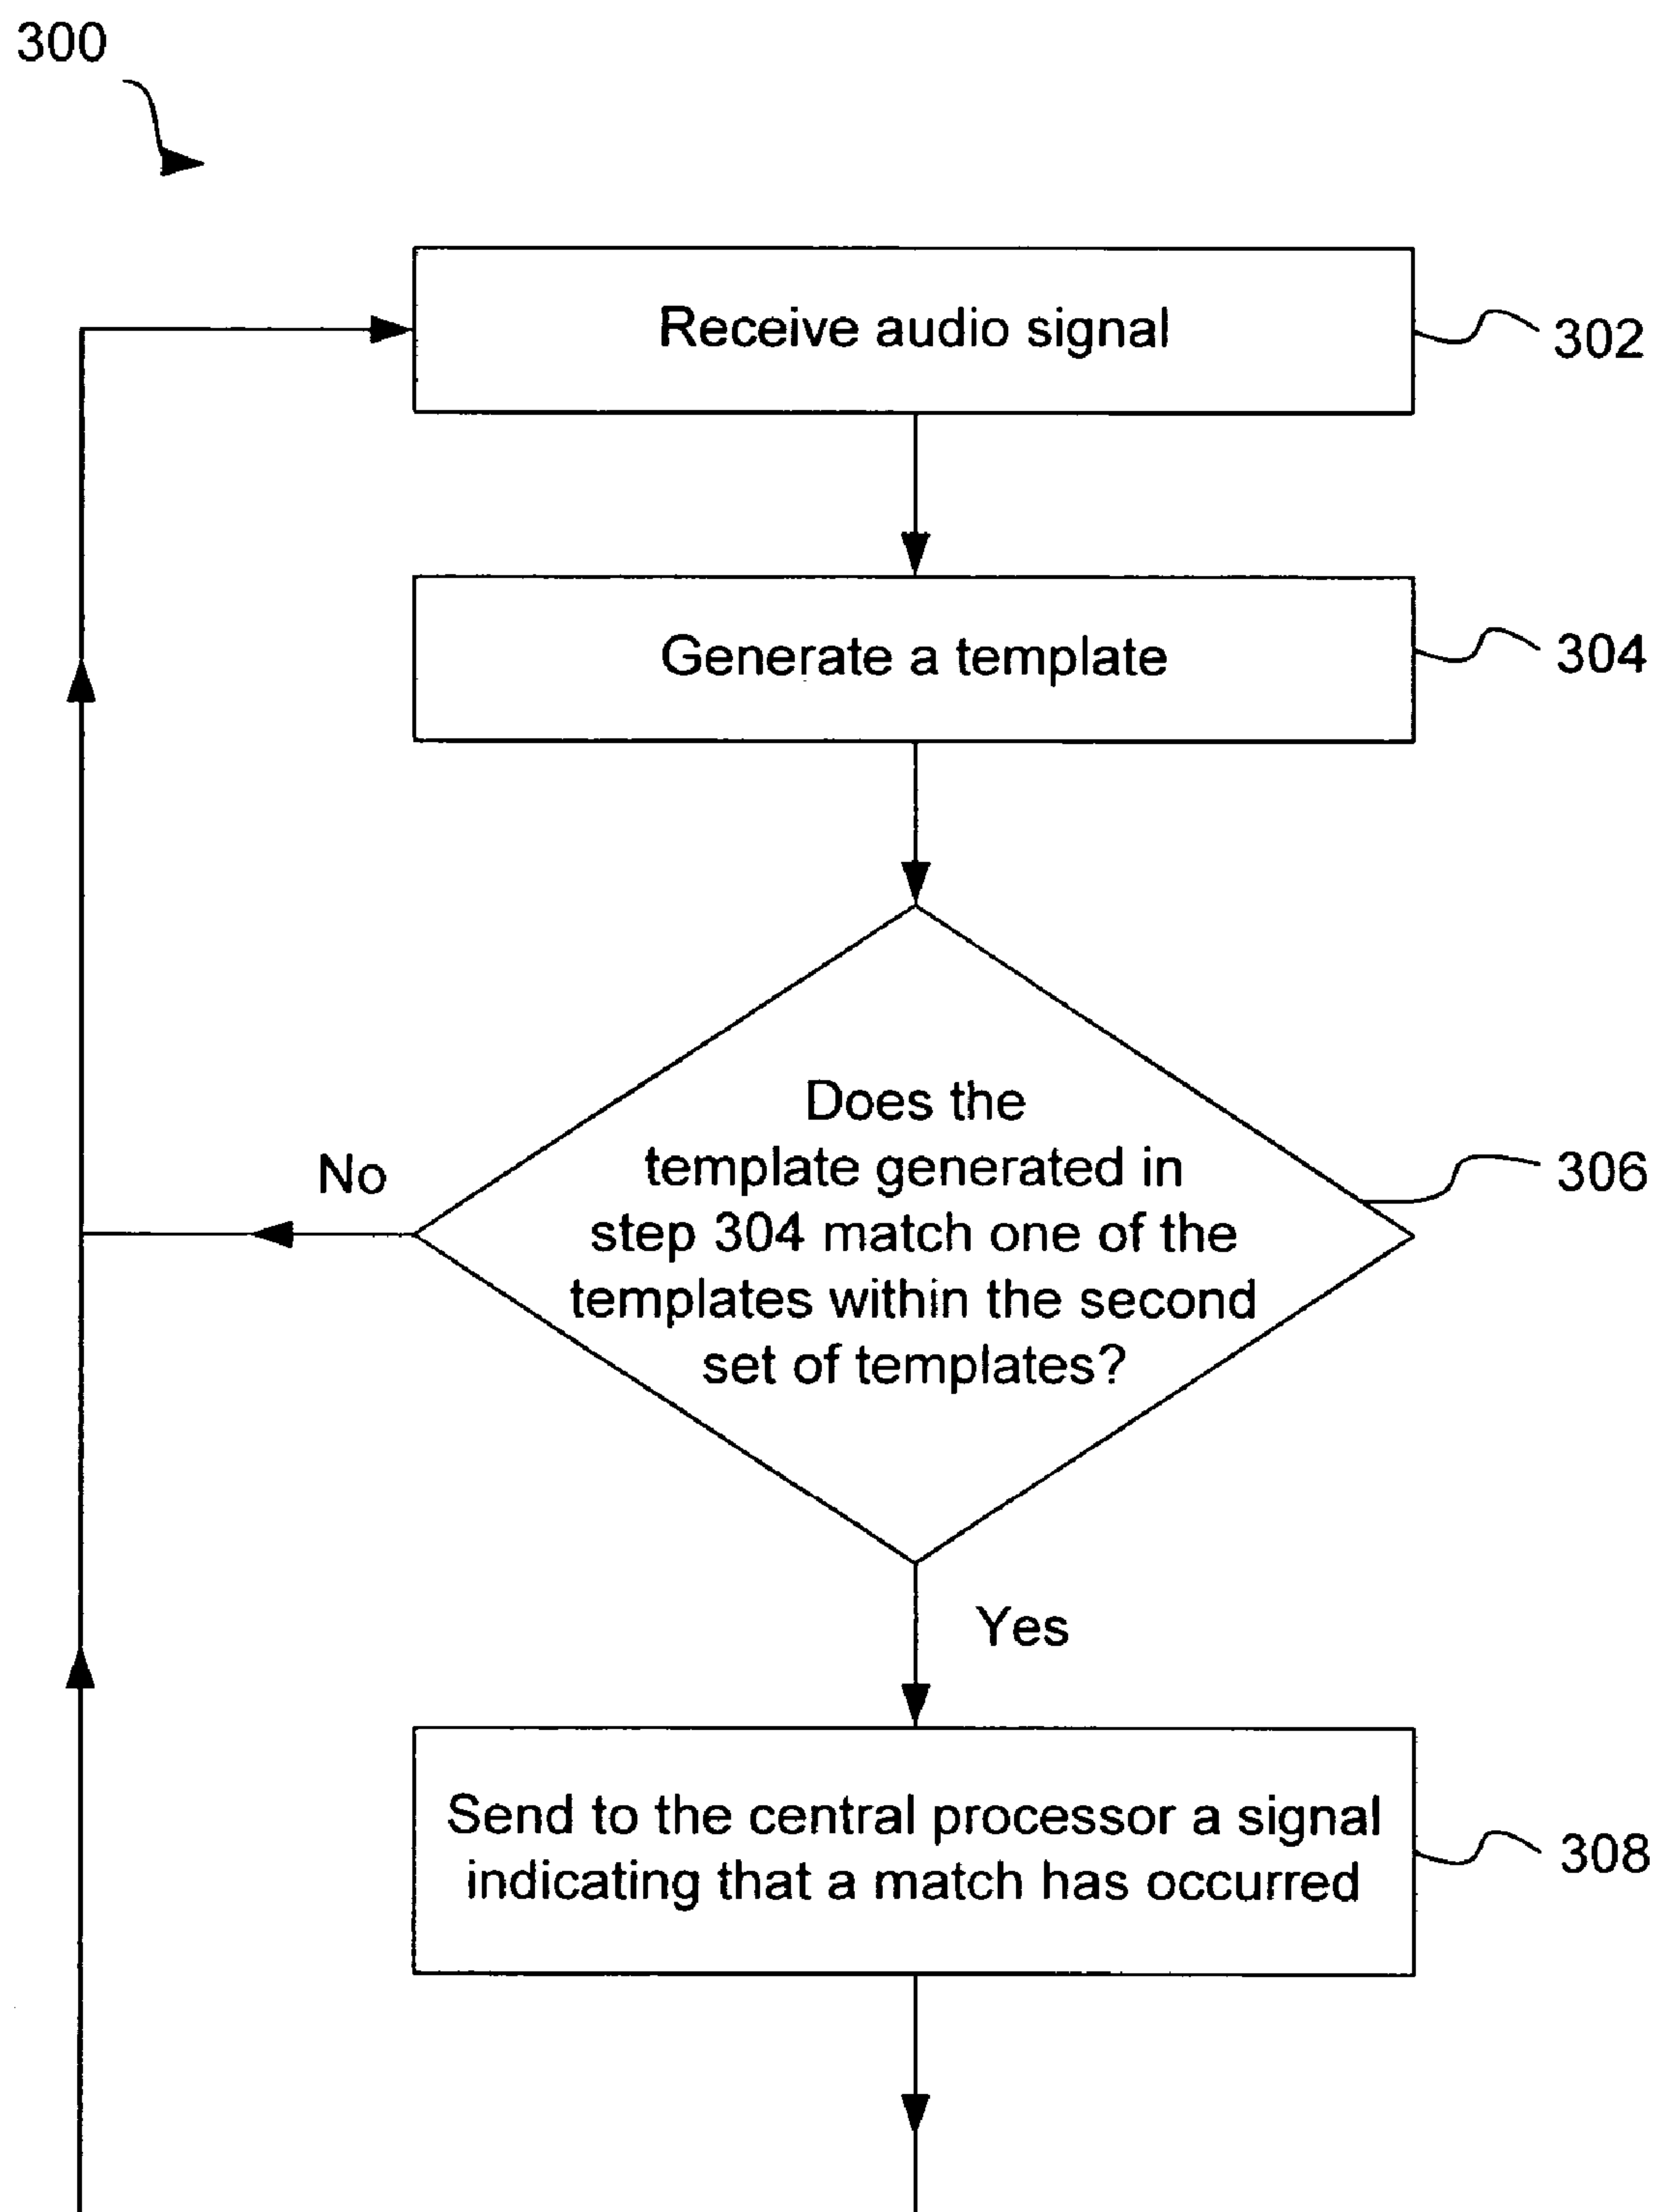 300
Receive audio signal
302
Generate a template
304
Does the
template generated in
step 304 match one of the
templates within the second
set of templates?
306
No
Yes
Send to the central processor a signal
indicating that a match has occurred
308